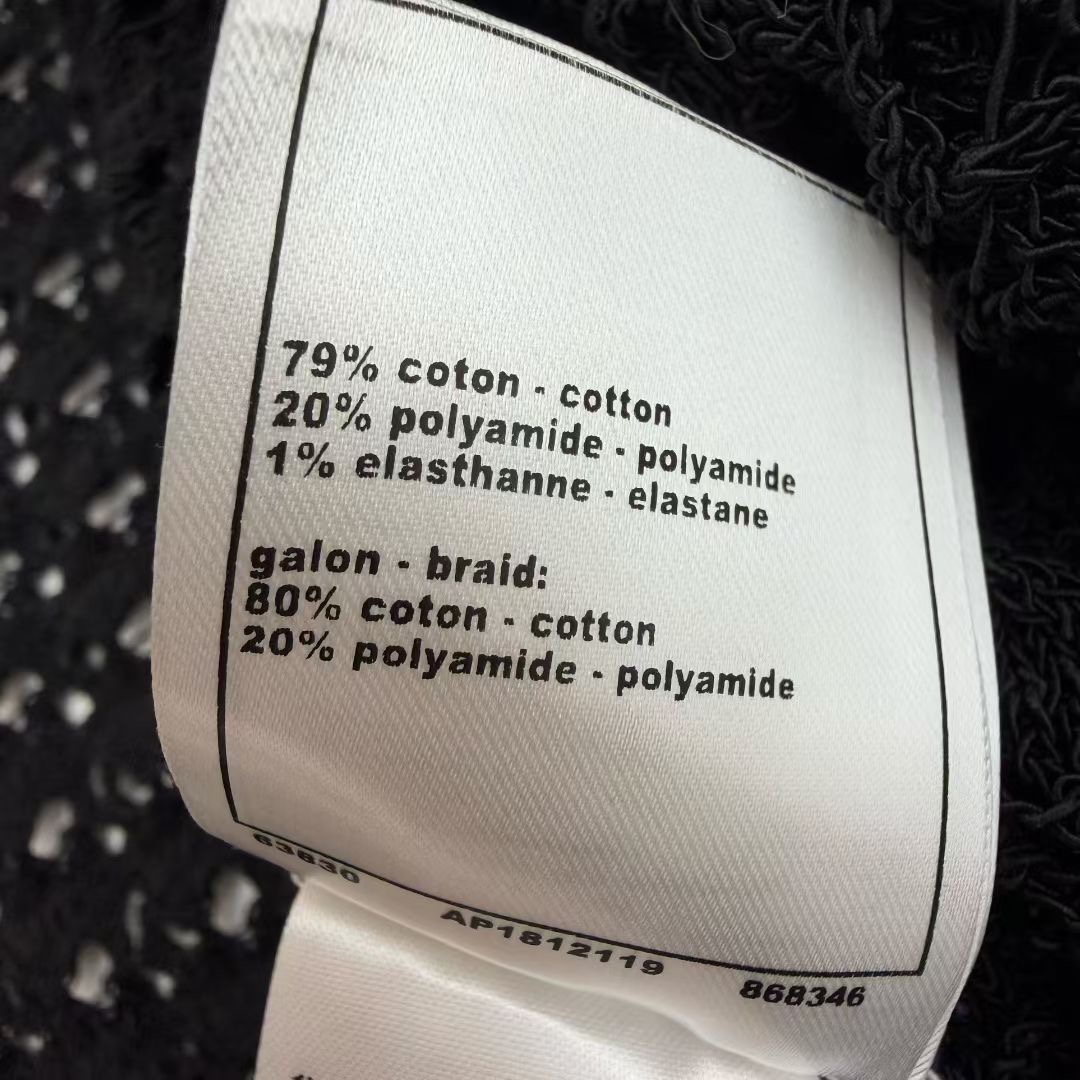 79% coton - cotton
20% polyamide - polyamide
1% elasthanne - elastane
galon - braid:
80% coton - cotton
20% polyamide - polyamide
63630
AP1812119
868346